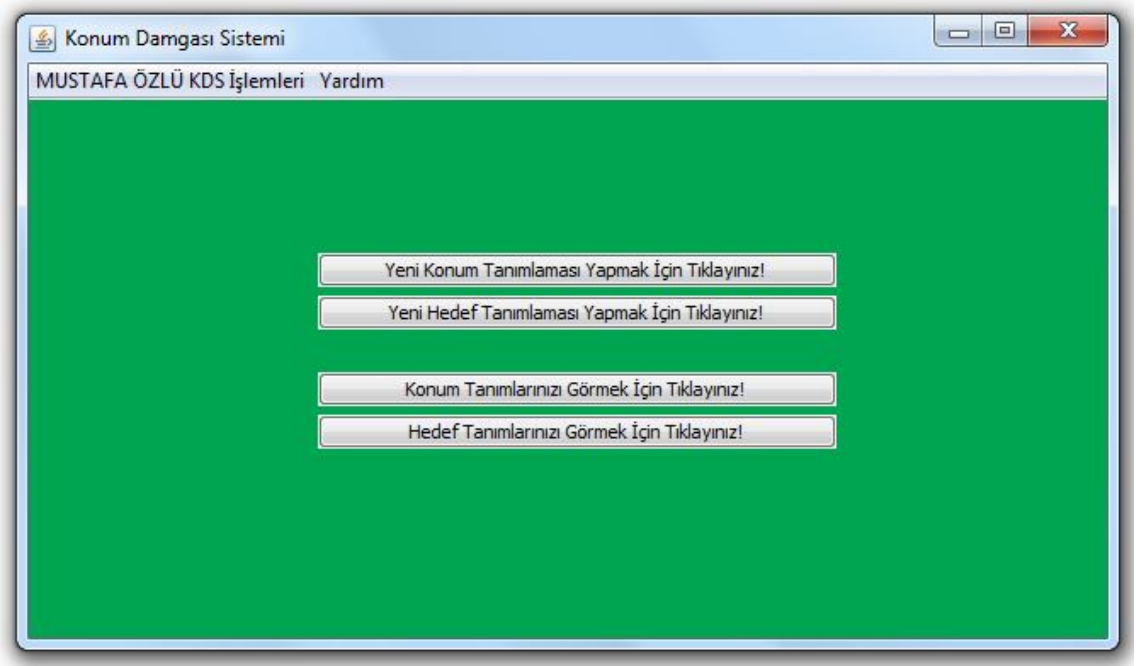 Konum Damgası Sistemi
MUSTAFA ÖZLÜ KDS İşlemleri Yardım
Yeni Konum Tanımlaması Yapmak İçin Tıklayınız!
Yeni Hedef Tanımlaması Yapmak İçin Tıklayınız!
Konum Tanımlarınızı Görmek İçin Tıklayınız!
Hedef Tanımlarınızı Görmek İçin Tıklayınız!